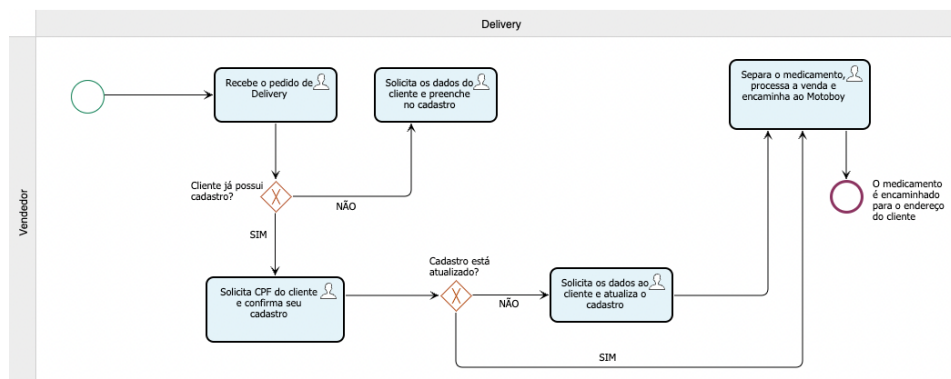 Delivery
Vendedor
Recebe o pedido de
Delivery
Solicita os dados do
cliente e preenche
no cadastro
Separa o medicamento,
processa a venda e
encaminha ao Motoboy
Cliente já possui
cadastro?
NÃO
SIM
O medicamento
é encaminhado
para o endereço
do cliente
Solicita CPF do cliente
e confirma seu
cadastro
Cadastro está
atualizado?
NÃO
Solicita os dados ao
cliente e atualiza o
cadastro
SIM